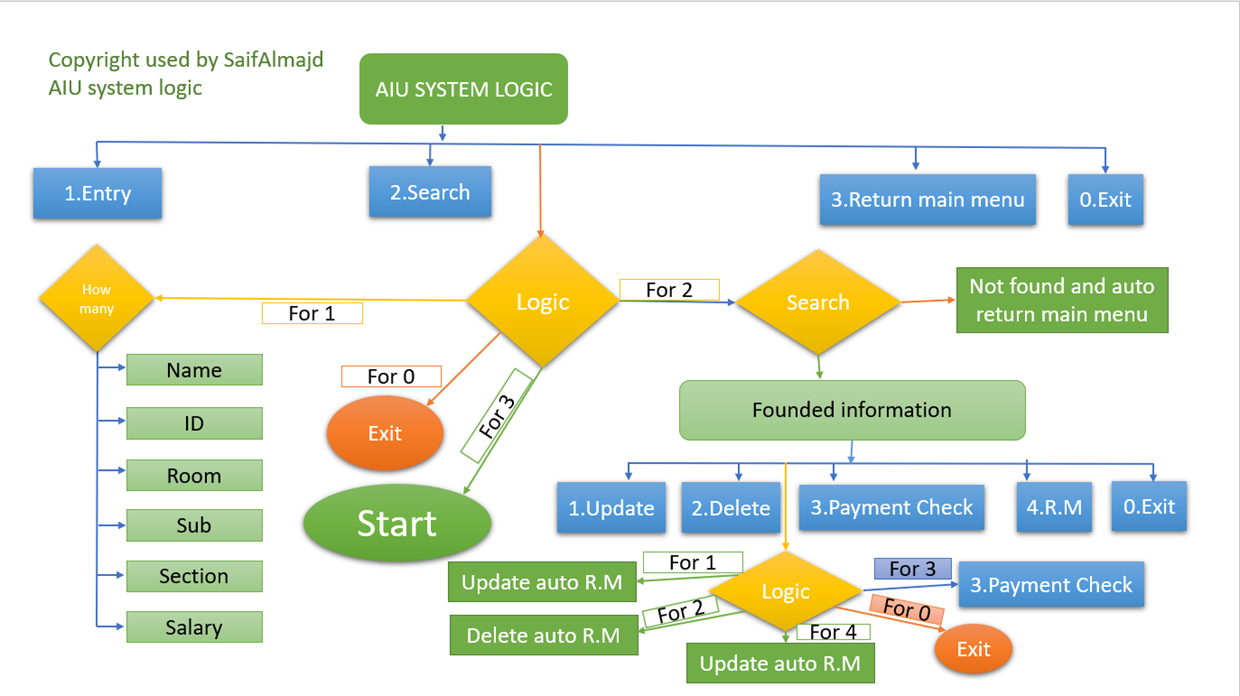 Copyright used by SaifAlmajd
AIU system logic
AIU SYSTEM LOGIC
1.Entry
2.Search
3.Return main menu
0.Exit
How
many
For 1
Logic
For 2
Search
Not found and auto
return main menu
For 0
Exit
For 3
Start
Name
ID
Room
Sub
Section
Salary
Founded information
1.Update
2.Delete
3.Payment Check
4.R.M
0.Exit
For 1
Update auto R.M
Logic
For 3
3.Payment Check
For 2
Delete auto R.M
For 0
Exit
For 4
Update auto R.M